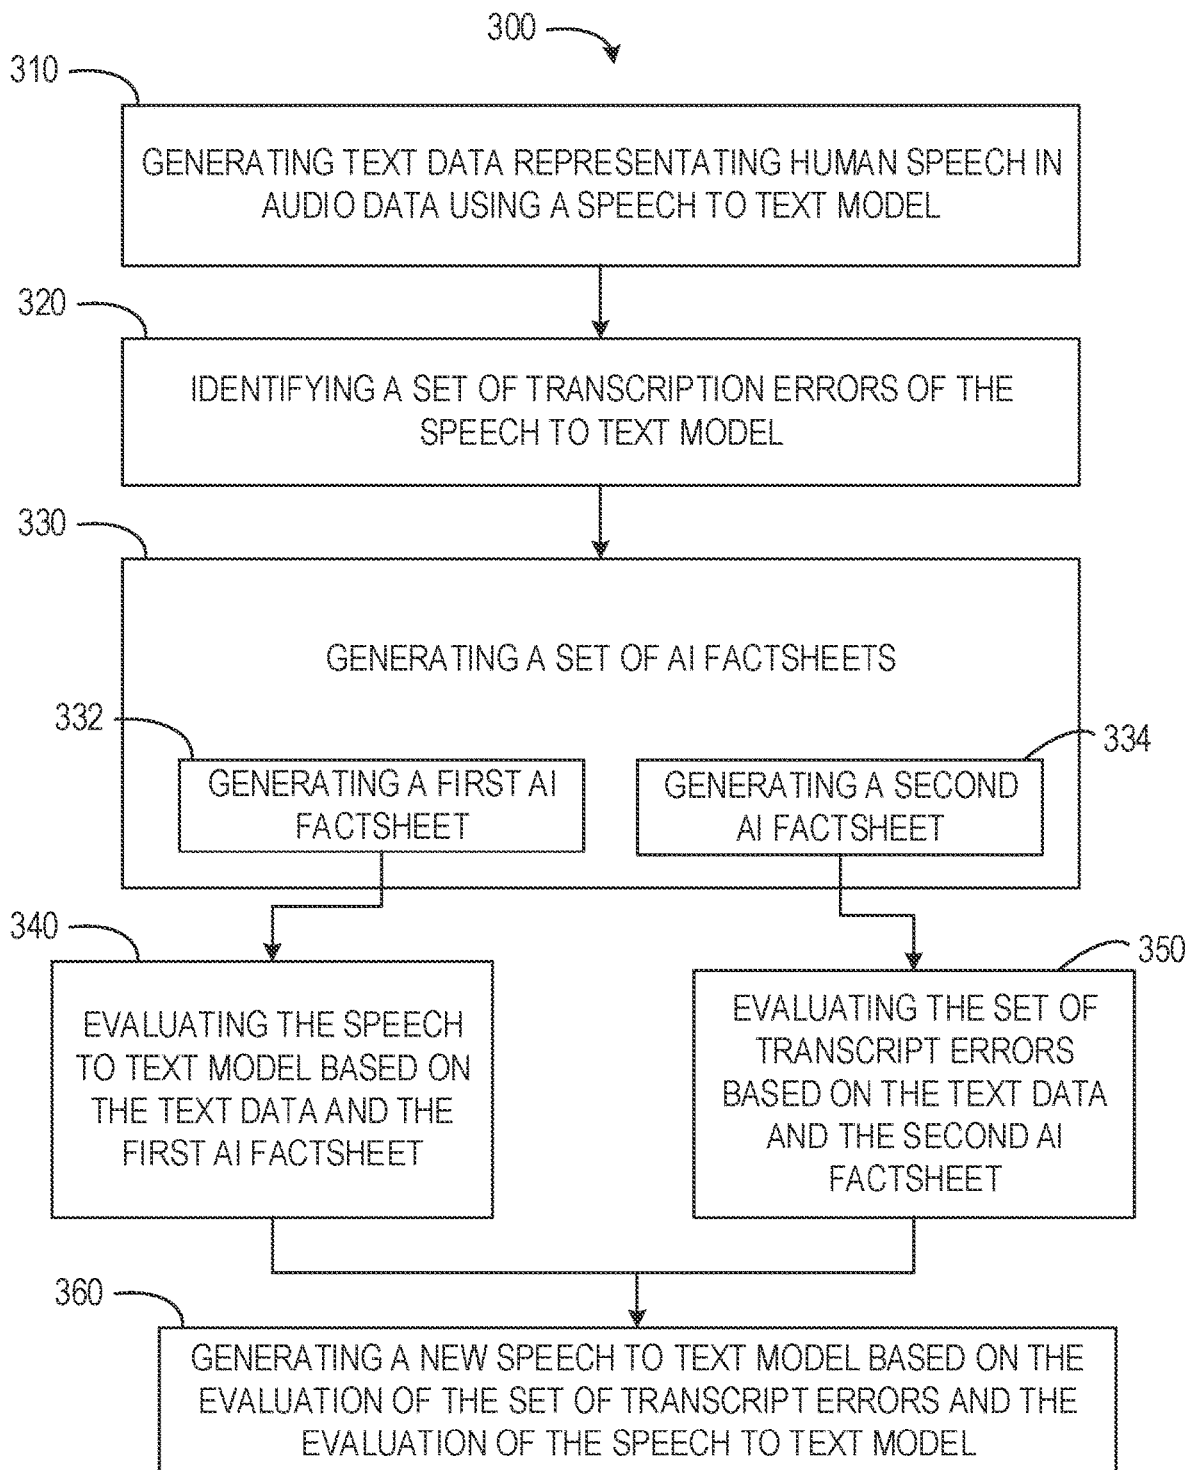 300
310
GENERATING TEXT DATA REPRESENTATING HUMAN SPEECH IN
AUDIO DATA USING A SPEECH TO TEXT MODEL
320
IDENTIFYING A SET OF TRANSCRIPTION ERRORS OF THE
SPEECH TO TEXT MODEL
330
GENERATING A SET OF AI FACTSHEETS
332
334
GENERATING A FIRST AI
FACTSHEET
GENERATING A SECOND
AI FACTSHEET
340
EVALUATING THE SPEECH
TO TEXT MODEL BASED ON
THE TEXT DATA AND THE
FIRST AI FACTSHEET
350
EVALUATING THE SET OF
TRANSCRIPT ERRORS
BASED ON THE TEXT DATA
AND THE SECOND AI
FACTSHEET
360
GENERATING A NEW SPEECH TO TEXT MODEL BASED ON THE
EVALUATION OF THE SET OF TRANSCRIPT ERRORS AND THE
EVALUATION OF THE SPEECH TO TEXT MODEL